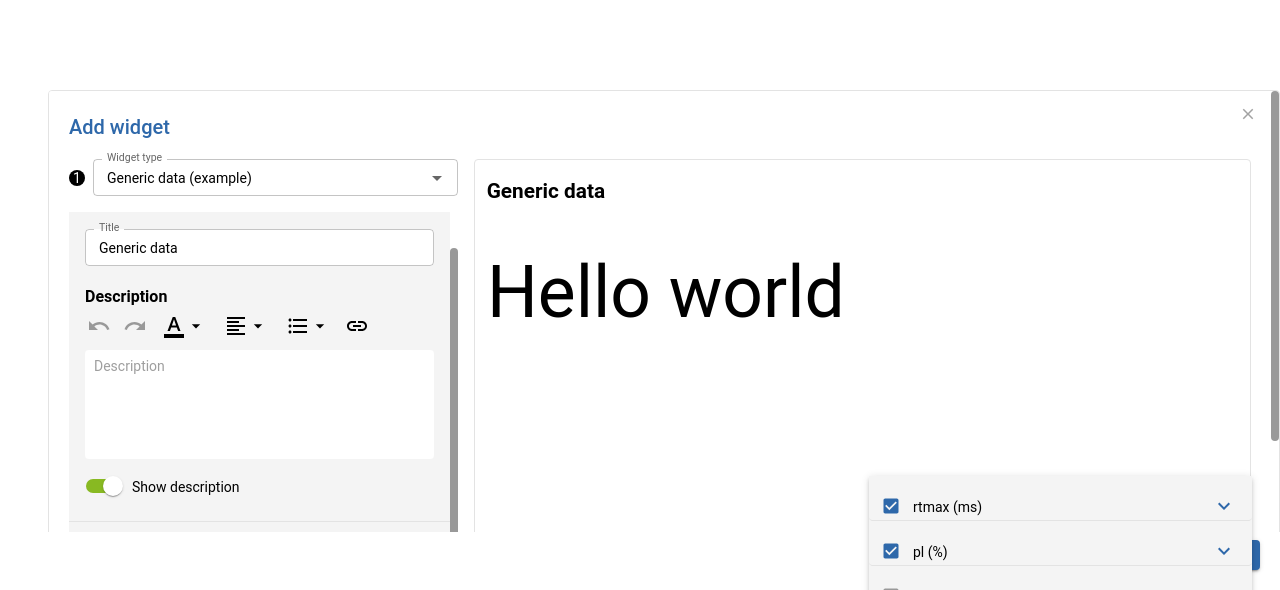 Add widget
Widget type
1
Generic data (example)
Title
Generic data
Description
A
Description
Show description
Generic data
Hello world
rtmax (ms)
pl (%)